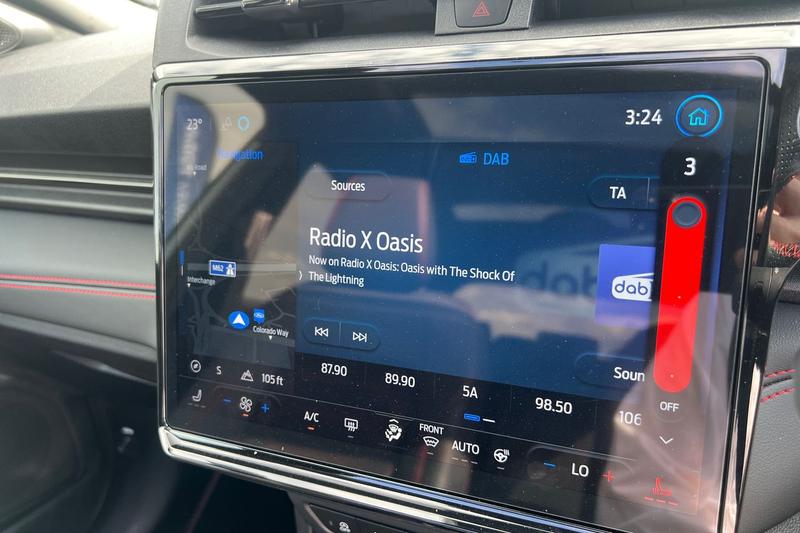 23°
3:24
Navigation
DAB
3
Sources
TA
Radio X Oasis
Now on Radio X Oasis: Oasis with The Shock Of
The Lightning
M62
Interchange
dab
Colorado Way
Soun
S
105 ft
87.90
89.90
5A
98.50
106
OFF
A/C
FRONT
AUTO
LO